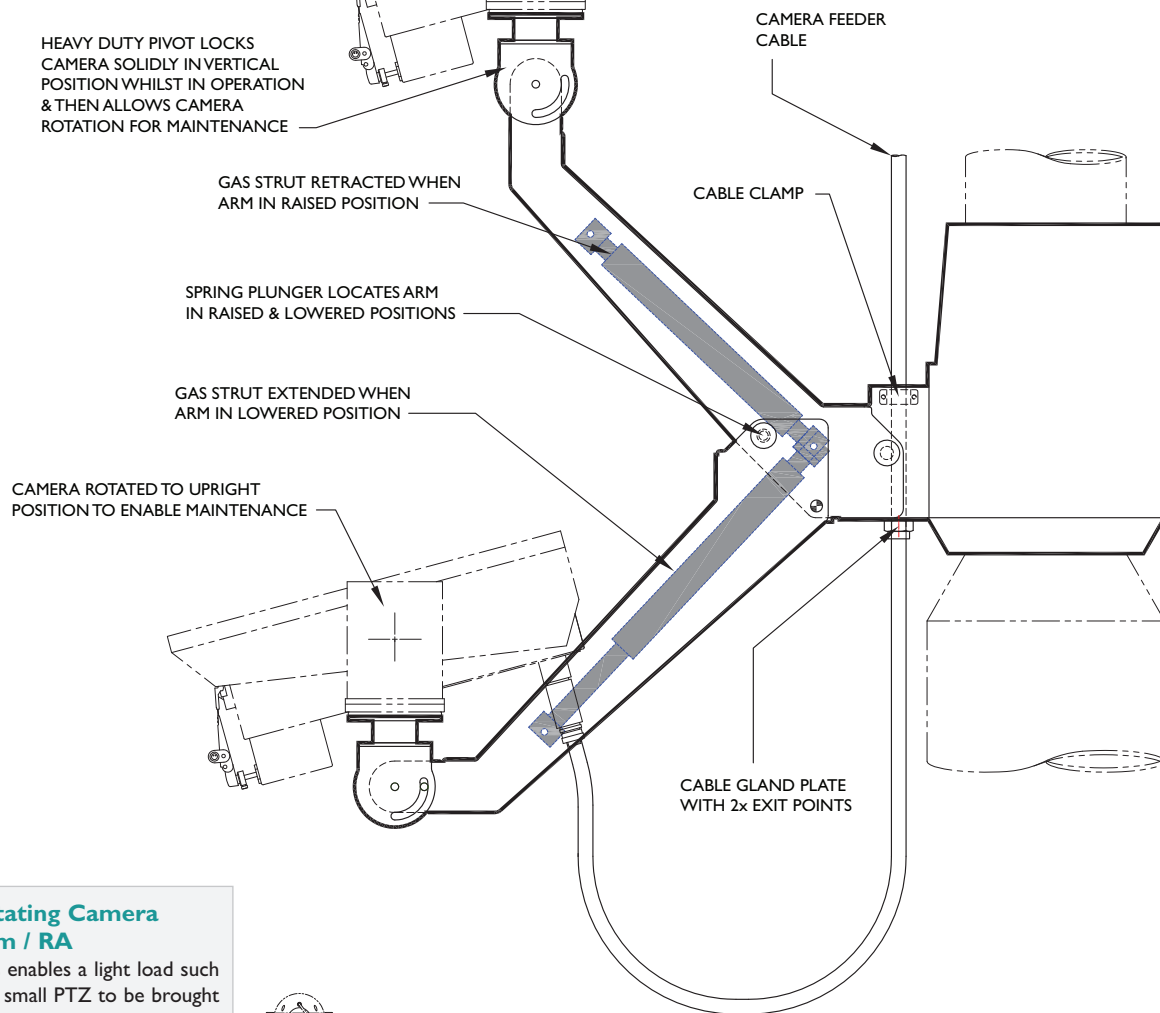 HEAVY DUTY PIVOT LOCKS
CAMERA SOLIDLY IN VERTICAL
POSITION WHILST IN OPERATION
& THEN ALLOWS CAMERA
ROTATION FOR MAINTENANCE
CAMERA FEEDER
CABLE
GAS STRUT RETRACTED WHEN
ARM IN RAISED POSITION
CABLE CLAMP
SPRING PLUNGER LOCATES ARM
IN RAISED & LOWERED POSITIONS
GAS STRUT EXTENDED WHEN
ARM IN LOWERED POSITION
CAMERA ROTATED TO UPRIGHT
POSITION TO ENABLE MAINTENANCE
CABLE GLAND PLATE
WITH 2x EXIT POINTS
tating Camera
m / RA
enables a light load such
small PTZ to be brought